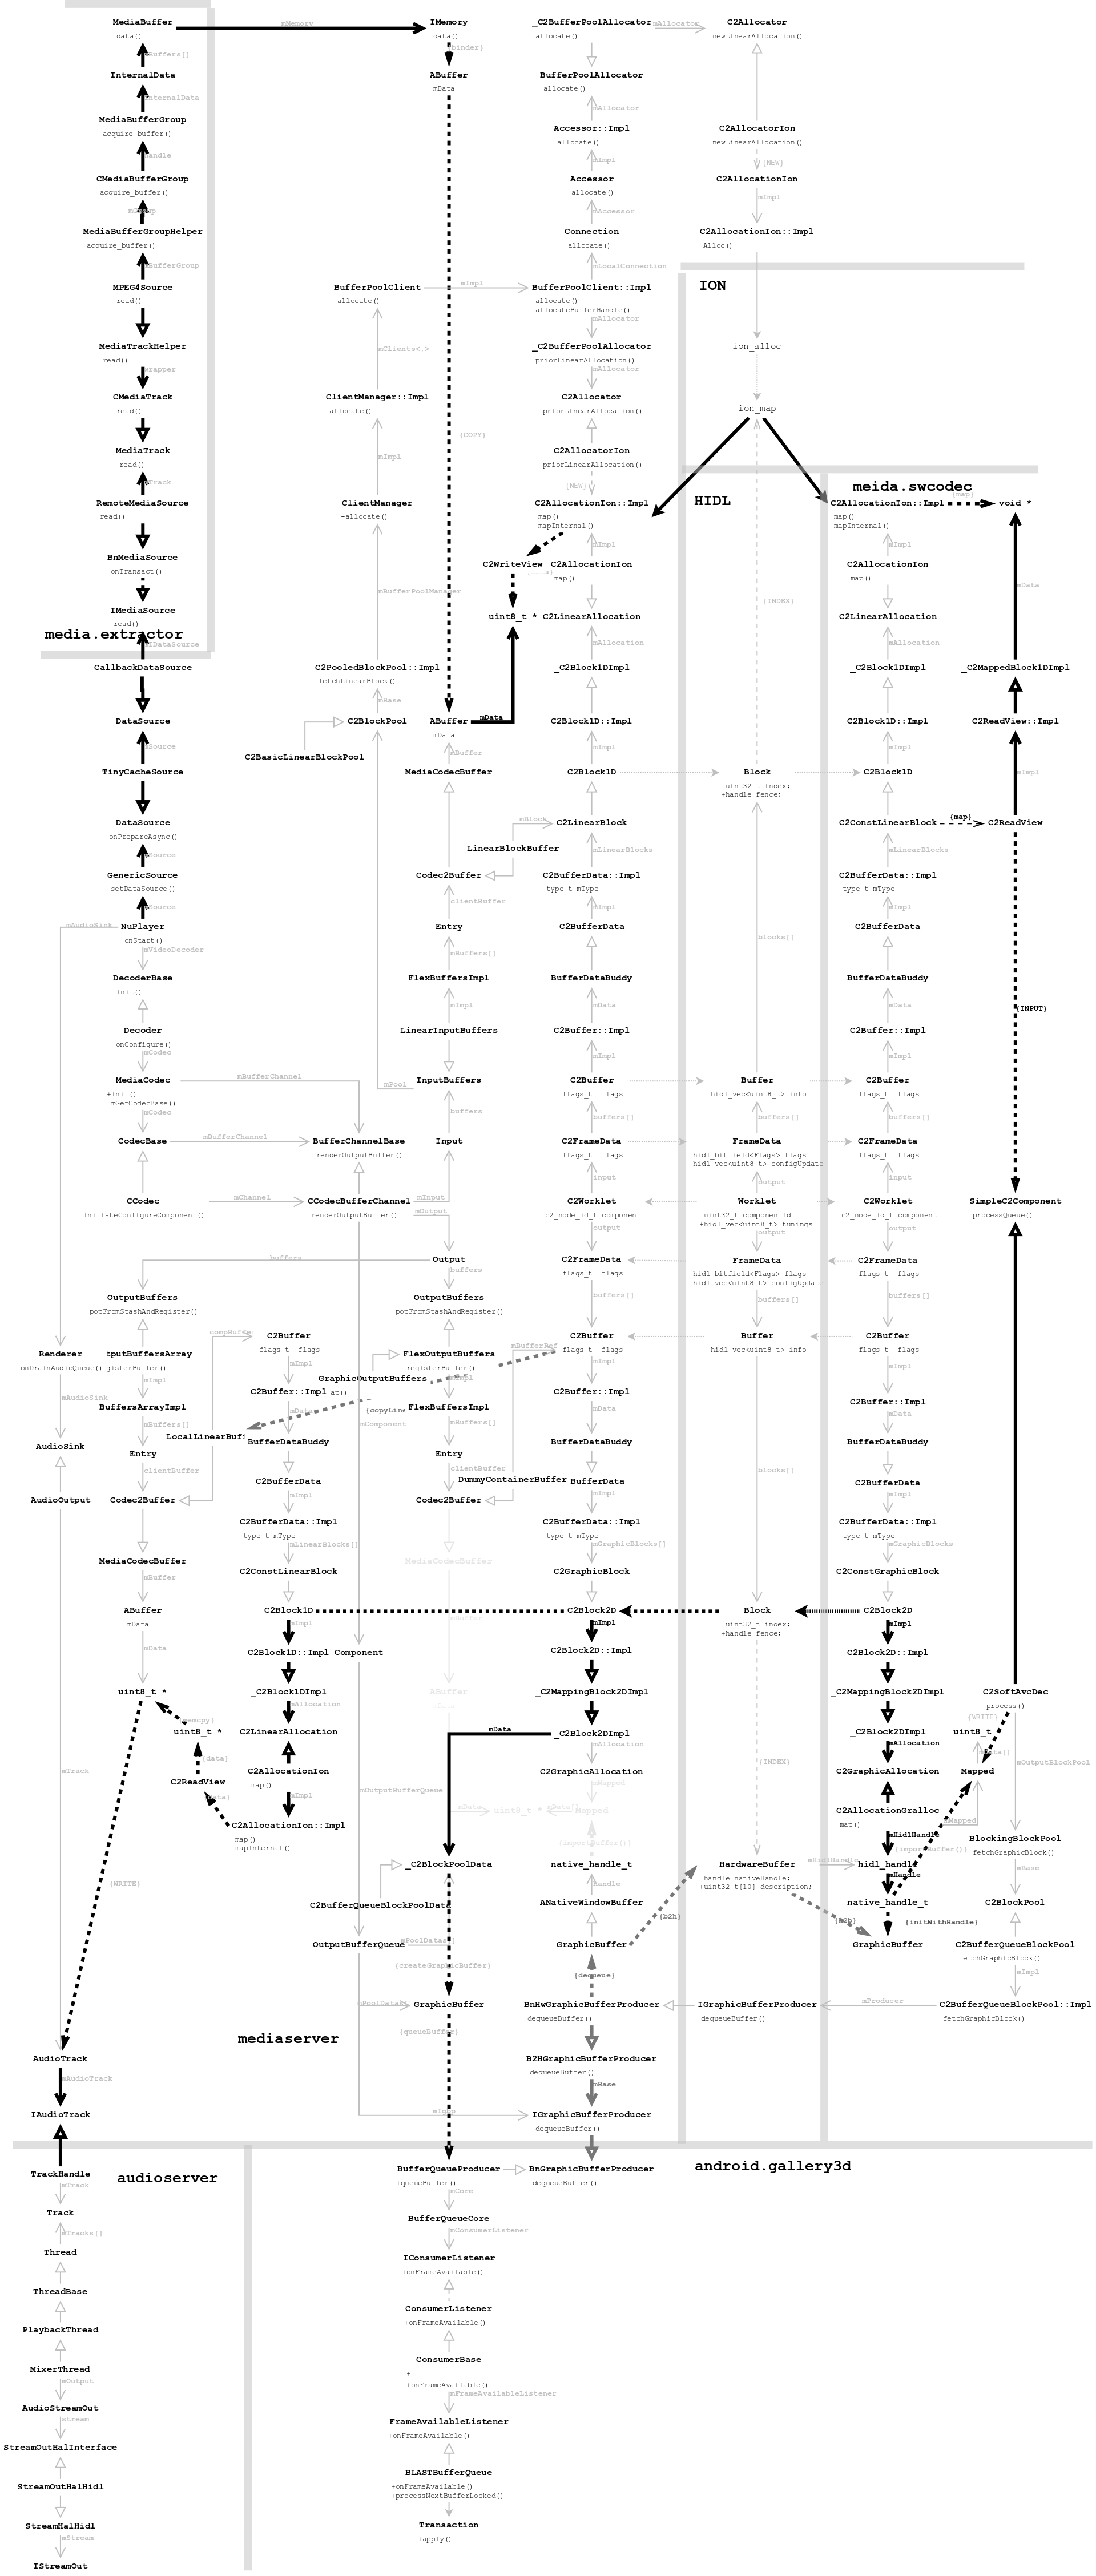 MediaBuffer
data()
mMemory
IMemory
data()
(binder)
_C2BufferPoolAllocator
allocate()
mAllocator
C2Allocator
newLinearAllocation()
mBuffers[]
InternalData
ABuffer
mData
BufferPoolAllocator
allocate()
InternalData
mAllocator
MediaBufferGroup
acquire_buffer()
Accessor::Impl
allocate()
C2AllocatorIon
newLinearAllocation()
handle
mImpl
(NEW)
CMediaBufferGroup
acquire_buffer()
Accessor
allocate()
C2AllocationIon
mGroup
mAccessor
mImpl
MediaBufferGroupHelper
acquire_buffer()
Connection
allocate()
C2AllocationIon::Impl
Alloc()
mBufferGroup
mLocalConnection
ION
MPEG4Source
read()
BufferPoolClient
allocate()
mImpl
BufferPoolClient::Impl
allocate()
allocateBufferHandle()
mAllocator
MediaTrackHelper
read()
wrapper
mClients<,>
_C2BufferPoolAllocator
priorLinearAllocation()
mAllocator
ion_alloc
CMediaTrack
read()
ClientManager::Impl
allocate()
C2Allocator
priorLinearAllocation()
ion_map
(COPY)
MediaTrack
read()
mImpl
C2AllocatorIon
priorLinearAllocation()
mTrack
(NEW)
meida.swcodec
HIDL
RemoteMediaSource
read()
ClientManager
~allocate()
C2AllocationIon::Impl
map()
mapInternal()
C2AllocationIon::Impl
map()
mapInternal()
(map)
void *
mImpl
mImpl
BnMediaSource
onTransact()
C2WriteView
C2AllocationIon
map()
C2AllocationIon
map()
mData
mBufferPoolManager
(INDEX)
IMediaSource
read()
uint8_t *
C2LinearAllocation
C2LinearAllocation
media.extractor
mIDataSource
mAllocation
mAllocation
CallbackDataSource
C2PooledBlockPool::Impl
fetchLinearBlock()
_C2Block1DImpl
_C2Block1DImpl
_C2MappedBlock1DImpl
mBase
DataSource
C2BlockPool
ABuffer
mData
mData
C2Block1D::Impl
C2Block1D::Impl
C2ReadView::Impl
mSource
C2BasicLinearBlockPool
mBuffer
mImpl
mImpl
mImpl
TinyCacheSource
MediaCodecBuffer
C2Block1D
Block
uint32_t index;
+handle fence;
C2Block1D
DataSource
onPrepareAsync()
mBlock
C2LinearBlock
C2ConstLinearBlock
(map)
C2ReadView
mSource
LinearBlockBuffer
mLinearBlocks
mLinearBlocks
GenericSource
setDataSource()
Codec2Buffer
C2BufferData::Impl
type_t mType
C2BufferData::Impl
type_t mType
mSource
clientBuffer
mImpl
mImpl
mAudioSink
NuPlayer
onStart()
Entry
C2BufferData
C2BufferData
blocks[]
mVideoDecoder
mBuffers[]
DecoderBase
init()
FlexBuffersImpl
BufferDataBuddy
BufferDataBuddy
mImpl
mData
mData
(INPUT)
Decoder
onConfigure()
LinearInputBuffers
C2Buffer::Impl
C2Buffer::Impl
mCodec
mImpl
mImpl
MediaCodec
+init()
mGetCodecBase()
mBufferChannel
mPool
InputBuffers
C2Buffer
flags_t  flags
Buffer
hidl_vec<uint8_t> info
C2Buffer
flags_t  flags
mCodec
buffers
buffers[]
buffers[]
buffers[]
CodecBase
mBufferChannel
BufferChannelBase
renderOutputBuffer()
Input
C2FrameData
flags_t  flags
FrameData
hidl_bitfield<Flags> flags
hidl_vec<uint8_t> configUpdate
C2FrameData
flags_t  flags
input
output
input
CCodec
initiateConfigureComponent()
mChannel
CCodecBufferChannel
renderOutputBuffer()
mInput
mOutput
C2Worklet
c2_node_id_t component
Worklet
uint32_t componentId
+hidl_vec<uint8_t> tunings
C2Worklet
c2_node_id_t component
SimpleC2Component
processQueue()
output
output
output
buffers
Output
C2FrameData
flags_t  flags
FrameData
hidl_bitfield<Flags> flags
hidl_vec<uint8_t> configUpdate
C2FrameData
flags_t  flags
buffers
OutputBuffers
popFromStashAndRegister()
OutputBuffers
popFromStashAndRegister()
buffers[]
buffers[]
buffers[]
compBuffer
C2Buffer
flags_t  flags
mBufferRef
C2Buffer
flags_t  flags
Buffer
hidl_vec<uint8_t> info
C2Buffer
flags_t  flags
Renderer
onDrainAudioQueue()
putBuffersArray
gisterBuffer()
mImpl
FlexOutputBuffers
registerBuffer()
mImpl
mImpl
mImpl
GraphicOutputBuffers
mAudioSink
C2Buffer::Impl
ap()
C2Buffer::Impl
C2Buffer::Impl
BuffersArrayImpl
mData
(copyLine
FlexBuffersImpl
mData
mData
mBuffers[]
mComponent
mBuffers[]
LocalLinearBuff
AudioSink
BufferDataBuddy
BufferDataBuddy
BufferDataBuddy
Entry
Entry
clientBuffer
clientBuffer
blocks[]
C2BufferData
DummyContainerBuffer
BufferData
C2BufferData
mImpl
mImpl
mImpl
AudioOutput
Codec2Buffer
Codec2Buffer
C2BufferData::Impl
type_t mType
C2BufferData::Impl
type_t mType
C2BufferData::Impl
type_t mType
mLinearBlocks[]
mGraphicBlocks[]
mGraphicBlocks
MediaCodecBuffer
MediaCodecBuffer
C2ConstLinearBlock
C2GraphicBlock
C2ConstGraphicBlock
mBuffer
ABuffer
mData
C2Block1D
C2Block2D
Block
uint32_t index;
+handle fence;
C2Block2D
mImpl
mImpl
mImpl
mData
C2Block1D::Impl
Component
C2Block2D::Impl
C2Block2D::Impl
uint8_t *
_C2Block1DImpl
ABuffer
_C2MappingBlock2DImpl
_C2MappingBlock2DImpl
C2SoftAvcDec
process()
mAllocation
(memcpy)
(WRITE)
uint8_t *
C2LinearAllocation
mData
_C2Block2DImpl
_C2Block2DImpl
uint8_t
mAllocation
mAllocation
(data)
mData[]
mOutputBlockPool
mTrack
C2AllocationIon
map()
C2GraphicAllocation
(INDEX)
C2GraphicAllocation
Mapped
C2ReadView
mMapped
mOutputBufferQueue
mImpl
(data)
mData
uint8_t *
mData[]
Mapped
C2AllocationGralloc
map()
mMapped
C2AllocationIon::Impl
map()
mapInternal()
mHidlHandle
BlockingBlockPool
fetchGraphicBlock()
(importBuffer())
(importBuffer())
_C2BlockPoolData
native_handle_t
HardwareBuffer
handle nativeHandle;
+uint32_t[10] description;
mHidlHandle
hidl_handle
mBase
(WRITE)
handle
mHandle
C2BufferQueueBlockPoolData
ANativeWindowBuffer
native_handle_t
C2BlockPool
(b2h)
(initWithHandle)
OutputBufferQueue
mPoolDatas[]
GraphicBuffer
GraphicBuffer
C2BufferQueueBlockPool
fetchGraphicBlock()
(createGraphicBuffer)
(dequeue)
mImpl
GraphicBuffer
BnHwGraphicBufferProducer
dequeueBuffer()
IGraphicBufferProducer
dequeueBuffer()
mProducer
C2BufferQueueBlockPool::Impl
fetchGraphicBlock()
mediaserver
(queueBuffer)
AudioTrack
B2HGraphicBufferProducer
dequeueBuffer()
mAudioTrack
mBase
IAudioTrack
mIgbp
IGraphicBufferProducer
dequeueBuffer()
TrackHandle
audioserver
BufferQueueProducer
+queueBuffer()
BnGraphicBufferProducer
dequeueBuffer()
android.gallery3d
mTrack
mCore
Track
BufferQueueCore
mTracks[]
mConsumerListener
Thread
IConsumerListener
+onFrameAvailable()
ThreadBase
ConsumerListener
+onFrameAvailable()
PlaybackThread
ConsumerBase
+
+onFrameAvailable()
MixerThread
mOutput
mFrameAvailableListener
AudioStreamOut
FrameAvailableListener
+onFrameAvailable()
stream
StreamOutHalInterface
BLASTBufferQueue
+onFrameAvailable()
+processNextBufferLocked()
StreamOutHalHidl
StreamHalHidl
Transaction
+apply()
mStream
IStreamOut